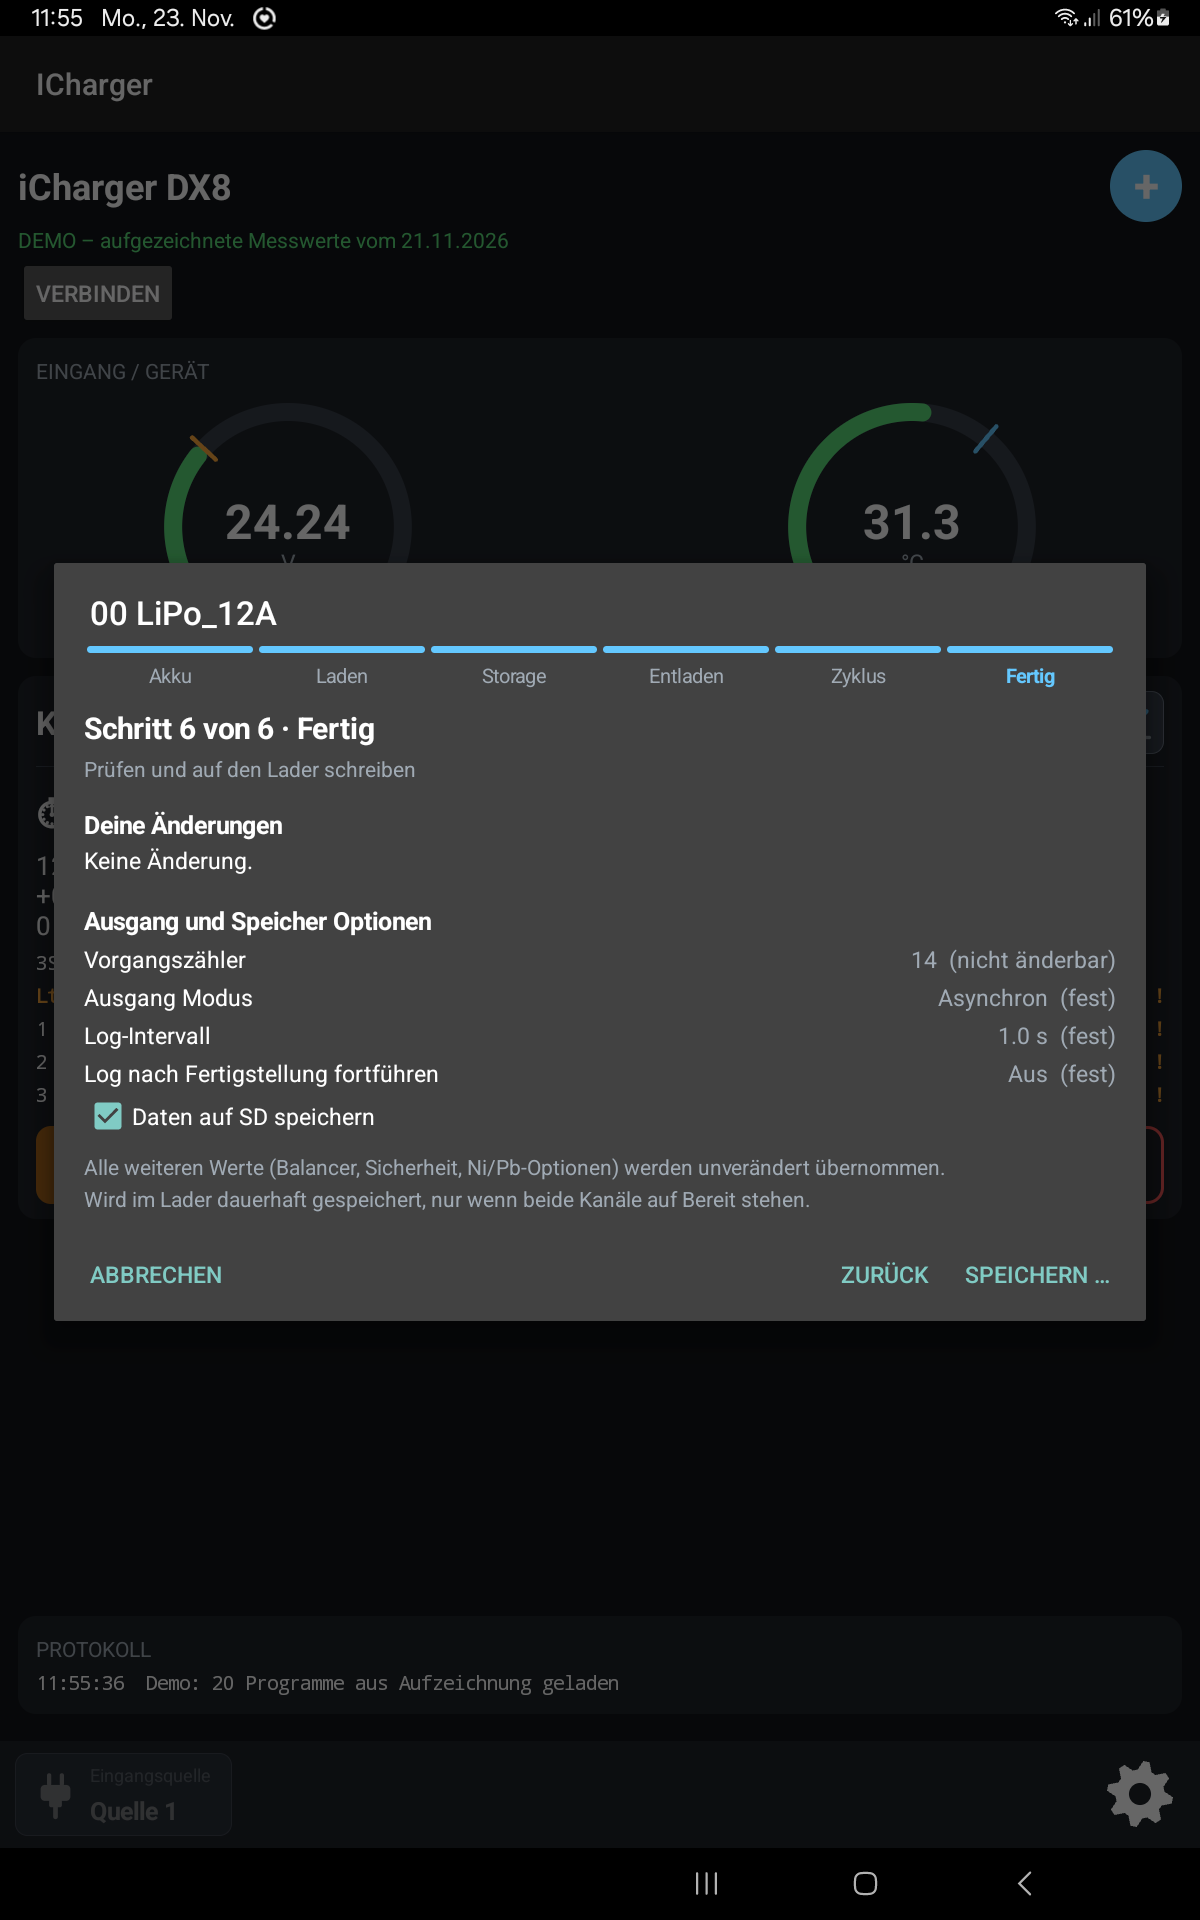 11:55 Mo., 23. Nov. 61%
ICharger
iCharger DX8
DEMO – aufgezeichnete Messwerte vom 21.11.2026
VERBINDEN
EINGANG / GERÄT
24.24 31.3
V °C
00 LiPo_12A
Akku Laden Storage Entladen Zyklus Fertig
Schritt 6 von 6 · Fertig
Prüfen und auf den Lader schreiben
Deine Änderungen
Keine Änderung.
Ausgang und Speicher Optionen
Vorgangszähler 14 (nicht änderbar)
Ausgang Modus Asynchron (fest)
Log-Intervall 1.0 s (fest)
Log nach Fertigstellung fortführen Aus (fest)
Daten auf SD speichern
Alle weiteren Werte (Balancer, Sicherheit, Ni/Pb-Optionen) werden unverändert übernommen.
Wird im Lader dauerhaft gespeichert, nur wenn beide Kanäle auf Bereit stehen.
ABBRECHEN ZURÜCK SPEICHERN ...
1 !
2 !
3 !
PROTOKOLL
11:55:36 Demo: 20 Programme aus Aufzeichnung geladen
Eingangsquelle
Quelle 1